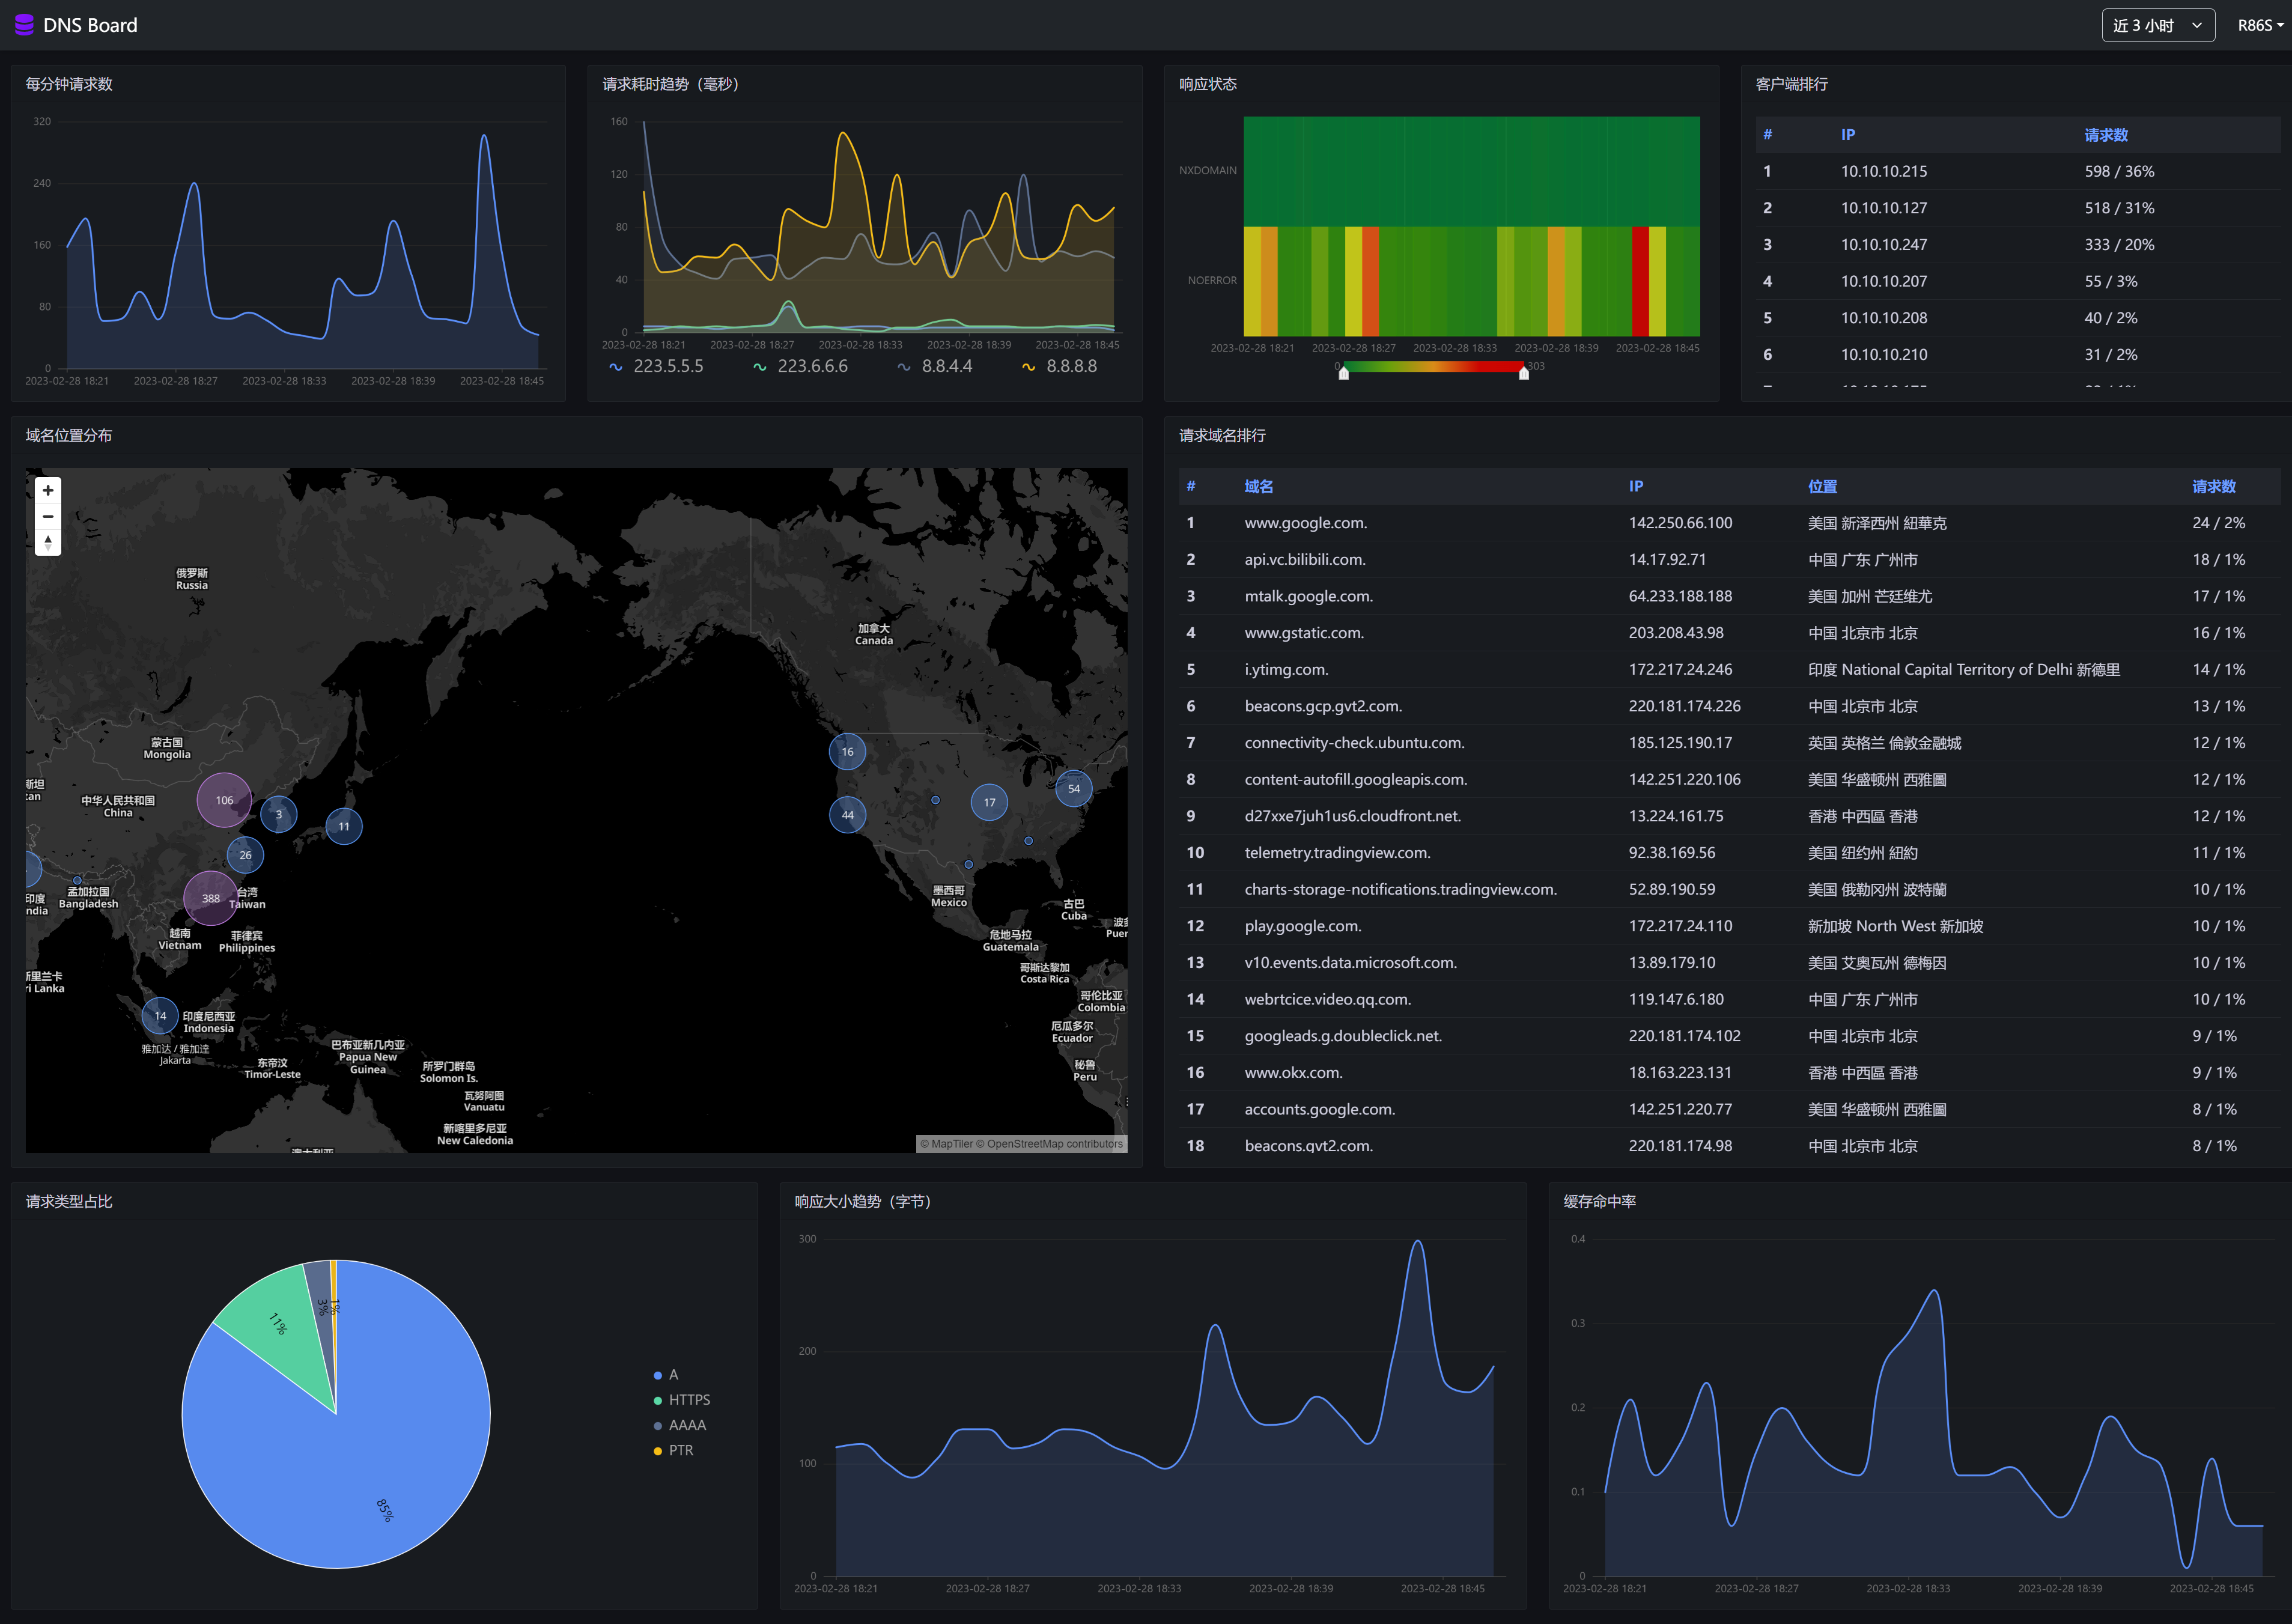 DNS Board
近 3 小时
R86S
每分钟请求数
320
240
160
80
0
2023-02-28 18:21
2023-02-28 18:27
2023-02-28 18:33
2023-02-28 18:39
2023-02-28 18:45
请求耗时趋势（毫秒）
160
120
80
40
0
2023-02-28 18:21
2023-02-28 18:27
2023-02-28 18:33
2023-02-28 18:39
2023-02-28 18:45
223.5.5.5
223.6.6.6
8.8.4.4
8.8.8.8
响应状态
NXDOMAIN
NOERROR
2023-02-28 18:21
2023-02-28 18:27
2023-02-28 18:33
2023-02-28 18:39
2023-02-28 18:45
0
303
客户端排行
# IP 请求数
1 10.10.10.215 598 / 36%
2 10.10.10.127 518 / 31%
3 10.10.10.247 333 / 20%
4 10.10.10.207 55 / 3%
5 10.10.10.208 40 / 2%
6 10.10.10.210 31 / 2%
域名位置分布
俄罗斯
Russia
加拿大
Canada
蒙古国
Mongolia
斯坦
tan
中华人民共和国
China
106
3
11
26
388
14
16
44
17
54
台湾
Taiwan
印度
ndia
孟加拉国
Bangladesh
越南
Vietnam
菲律宾
Philippines
斯里兰卡
ri Lanka
印度尼西亚
Indonesia
雅加达 / 雅加達
Jakarta
东帝汶
Timor-Leste
巴布亚新几内亚
Papua New
Guinea
所罗门群岛
Solomon Is.
瓦努阿图
Vanuatu
新喀里多尼亚
New Caledonia
墨西哥
Mexico
古巴
Cuba
Puer
危地马拉
Guatemala
哥斯达黎加
Costa Rica
哥伦比亚
Colombia
厄瓜多尔
Ecuador
秘鲁
Peru
© MapTiler © OpenStreetMap contributors
请求域名排行
# 域名 IP 位置 请求数
1 www.google.com. 142.250.66.100 美国 新泽西州 紐華克 24 / 2%
2 api.vc.bilibili.com. 14.17.92.71 中国 广东 广州市 18 / 1%
3 mtalk.google.com. 64.233.188.188 美国 加州 芒廷维尤 17 / 1%
4 www.gstatic.com. 203.208.43.98 中国 北京市 北京 16 / 1%
5 i.ytimg.com. 172.217.24.246 印度 National Capital Territory of Delhi 新德里 14 / 1%
6 beacons.gcp.gvt2.com. 220.181.174.226 中国 北京市 北京 13 / 1%
7 connectivity-check.ubuntu.com. 185.125.190.17 英国 英格兰 倫敦金融城 12 / 1%
8 content-autofill.googleapis.com. 142.251.220.106 美国 华盛顿州 西雅圖 12 / 1%
9 d27xxe7juh1us6.cloudfront.net. 13.224.161.75 香港 中西區 香港 12 / 1%
10 telemetry.tradingview.com. 92.38.169.56 美国 纽约州 紐約 11 / 1%
11 charts-storage-notifications.tradingview.com. 52.89.190.59 美国 俄勒冈州 波特蘭 10 / 1%
12 play.google.com. 172.217.24.110 新加坡 North West 新加坡 10 / 1%
13 v10.events.data.microsoft.com. 13.89.179.10 美国 艾奥瓦州 德梅因 10 / 1%
14 webrtcice.video.qq.com. 119.147.6.180 中国 广东 广州市 10 / 1%
15 googleads.g.doubleclick.net. 220.181.174.102 中国 北京市 北京 9 / 1%
16 www.okx.com. 18.163.223.131 香港 中西區 香港 9 / 1%
17 accounts.google.com. 142.251.220.77 美国 华盛顿州 西雅圖 8 / 1%
18 beacons.gvt2.com. 220.181.174.98 中国 北京市 北京 8 / 1%
请求类型占比
11%
3%
1%
85%
A
HTTPS
AAAA
PTR
响应大小趋势（字节）
300
200
100
0
2023-02-28 18:21
2023-02-28 18:27
2023-02-28 18:33
2023-02-28 18:39
2023-02-28 18:45
缓存命中率
0.4
0.3
0.2
0.1
0
2023-02-28 18:21
2023-02-28 18:27
2023-02-28 18:33
2023-02-28 18:39
2023-02-28 18:45